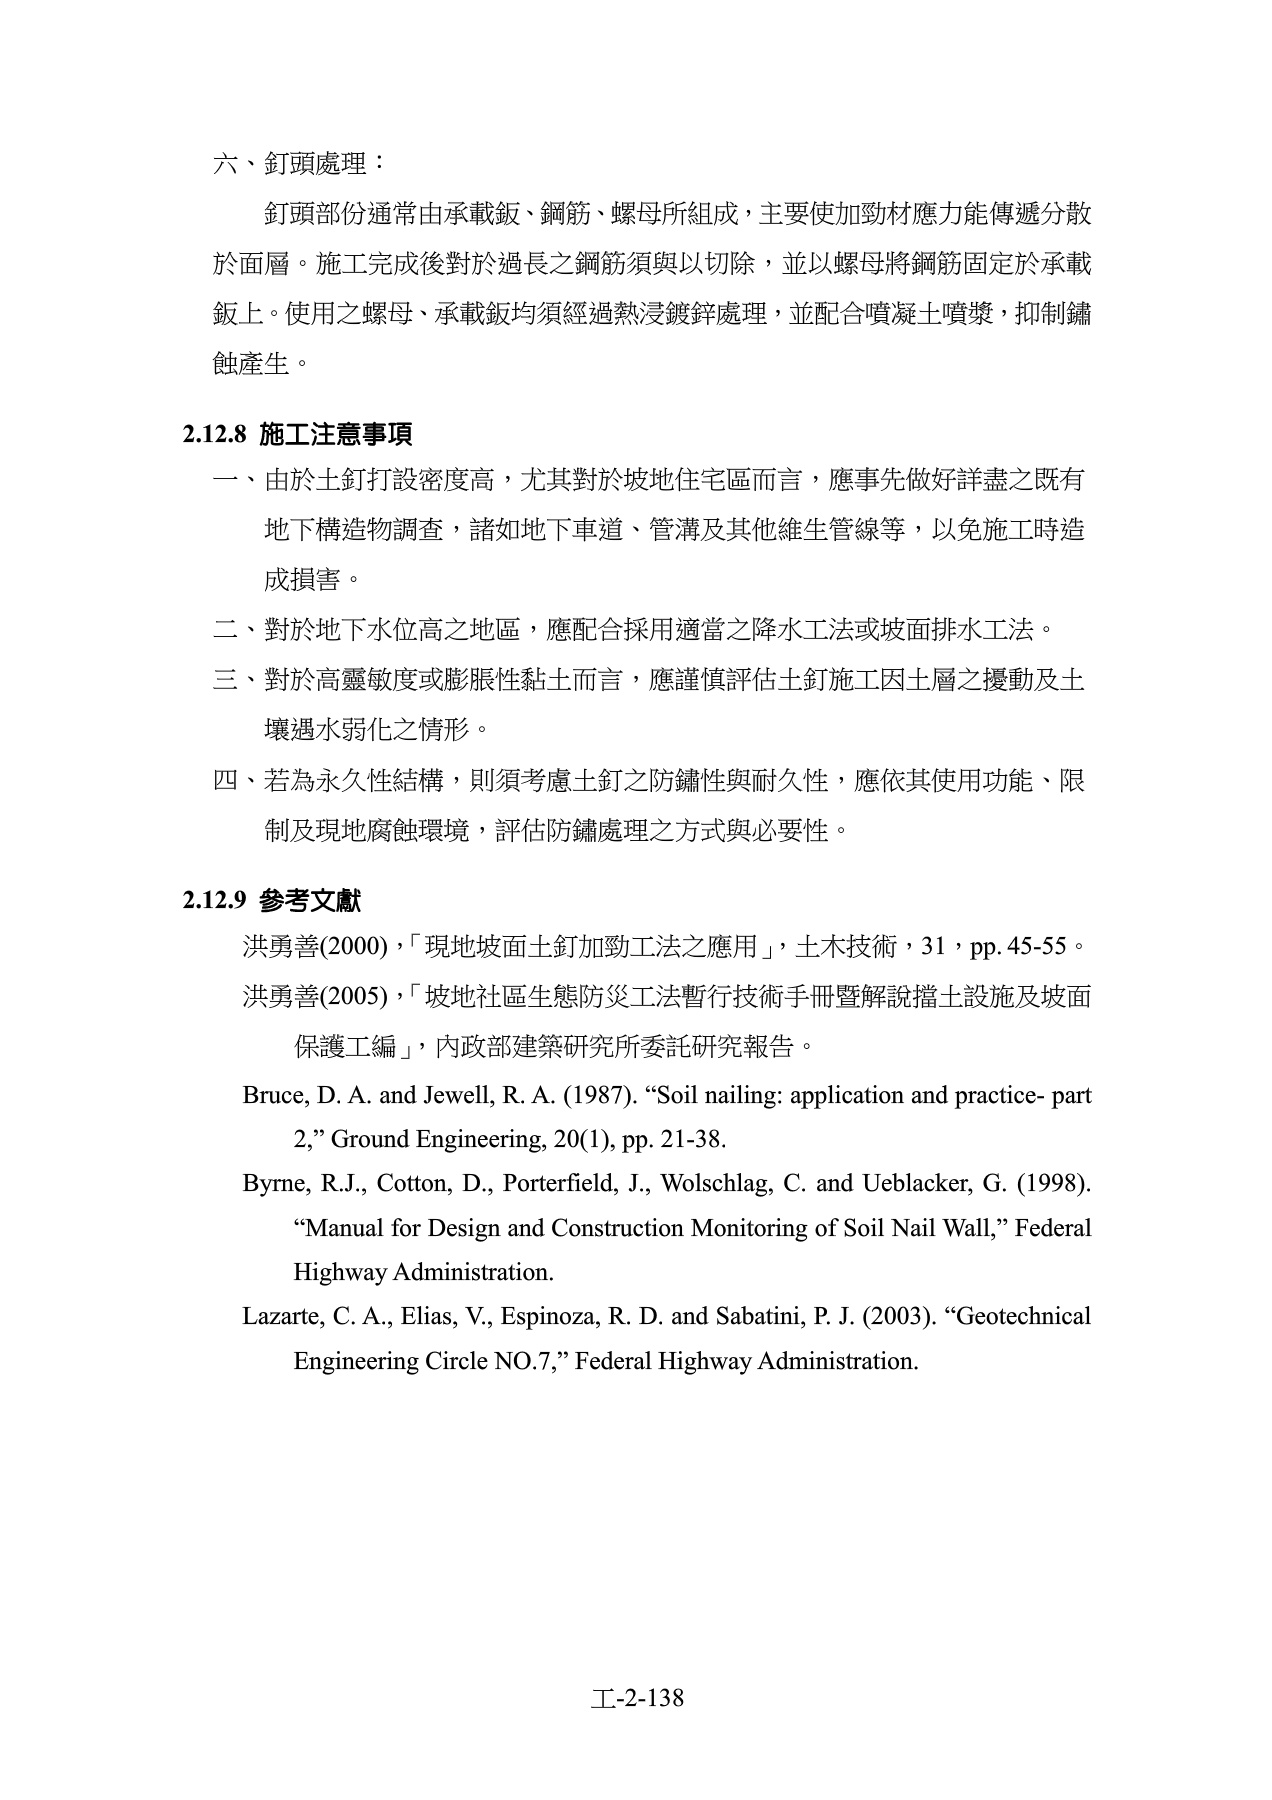 六、釘頭處理：
釘頭部份通常由承載鈑、鋼筋、螺母所組成，主要使加勁材應力能傳遞分散
於面層。施工完成後對於過長之鋼筋須與以切除，並以螺母將鋼筋固定於承載
鈑上。使用之螺母、承載鈑均須經過熱浸鍍鋅處理，並配合噴凝土噴漿，抑制鏽
蝕產生。
2.12.8 施工注意事項
一、由於土釘打設密度高，尤其對於坡地住宅區而言，應事先做好詳盡之既有
地下構造物調查，諸如地下車道、管溝及其他維生管線等，以免施工時造
成損害。
二、對於地下水位高之地區，應配合採用適當之降水工法或坡面排水工法。
三、對於高靈敏度或膨脹性黏土而言，應謹慎評估土釘施工因土層之擾動及土
壤遇水弱化之情形。
四、若為永久性結構，則須考慮土釘之防鏽性與耐久性，應依其使用功能、限
制及現地腐蝕環境，評估防鏽處理之方式與必要性。
2.12.9 參考文獻
洪勇善(2000)，「現地坡面土釘加勁工法之應用」，土木技術，31，pp. 45-55。
洪勇善(2005)，「坡地社區生態防災工法暫行技術手冊暨解說擋土設施及坡面
保護工編」，內政部建築研究所委託研究報告。
Bruce, D. A. and Jewell, R. A. (1987). “Soil nailing: application and practice- part
2,” Ground Engineering, 20(1), pp. 21-38.
Byrne, R.J., Cotton, D., Porterfield, J., Wolschlag, C. and Ueblacker, G. (1998).
“Manual for Design and Construction Monitoring of Soil Nail Wall,” Federal
Highway Administration.
Lazarte, C. A., Elias, V., Espinoza, R. D. and Sabatini, P. J. (2003). “Geotechnical
Engineering Circle NO.7,” Federal Highway Administration.
工-2-138